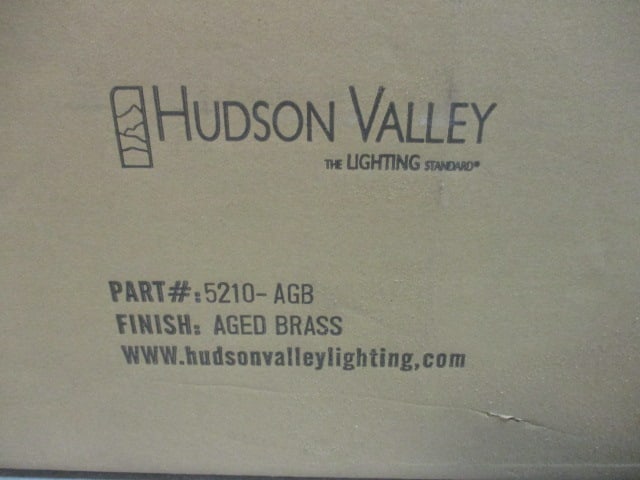 HUDSON VALLEY
THE LIGHTING STANDARD®
PART#: 5210-AGB
FINISH: AGED BRASS
WWW.hudsonvalleylighting,com